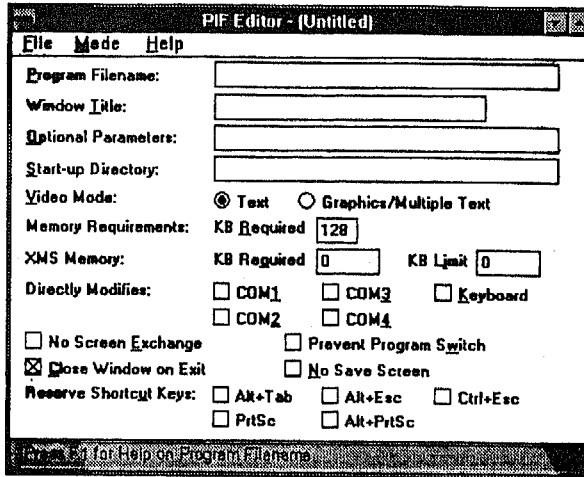 PIF Editor - (Untitled)
File Mode Help
Program Filename:
Window Title:
Optional Parameters:
Start-up Directory:
Video Mode: Text Graphics/Multiple Text
Memory Requirements: KB Required 128
XMS Memory: KB Required 0 KB Limit 0
Directly Modifies: COM1 COM3 Keyboard
COM2 COM4
No Screen Exchange Prevent Program Switch
Close Window on Exit No Save Screen
Reserve Shortcut Keys: Alt+Tab Alt+Esc Ctrl+Esc
PrtSc Alt+PrtSc
Press F1 for Help on Program Filename